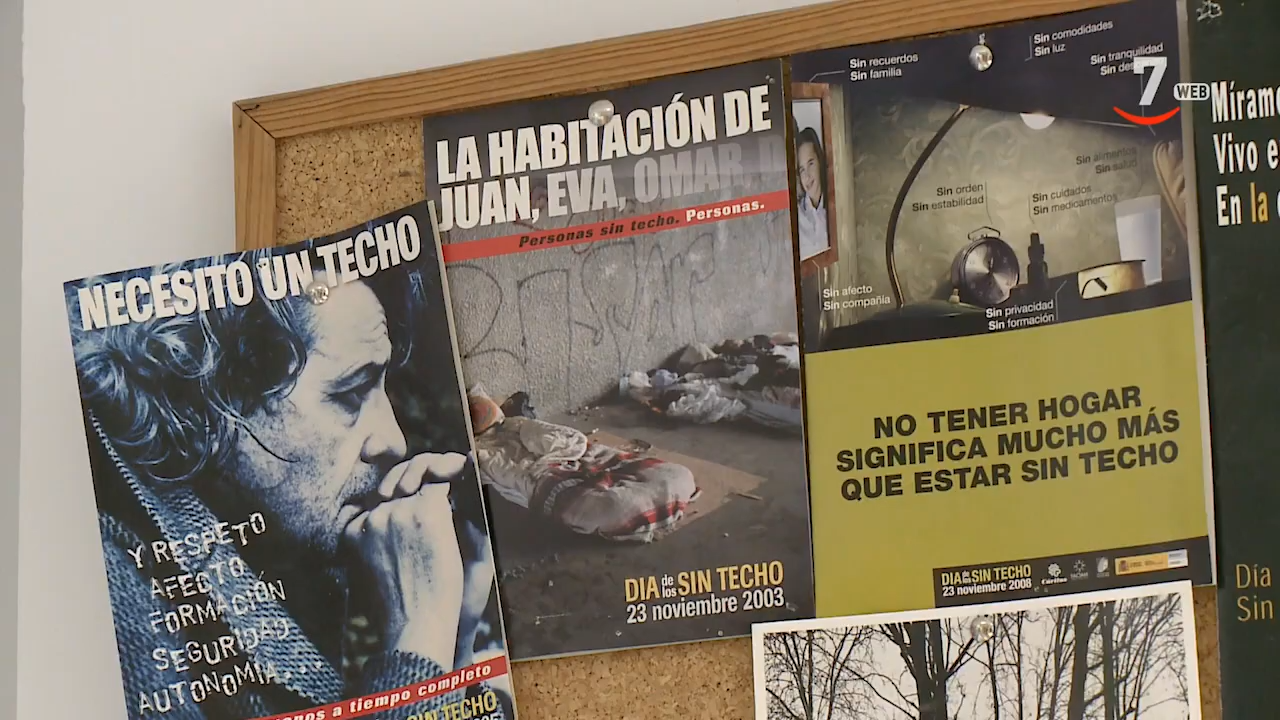 NECESITO UN TECHO
Y RESPETO
AFECTO
FORMACIÓN
SEGURIDAD
AUTONOMÍA...
a tiempo completo
SIN TECHO
LA HABITACIÓN DE
JUAN, EVA, OMAR
Personas sin techo. Personas.
DIA de los SIN TECHO
23 noviembre 2003
Sin recuerdos
Sin familia
Sin comodidades
Sin luz
Sin tranquilidad
Sin alimentos
Sin salud
Sin orden
Sin estabilidad
Sin cuidados
Sin medicamentos
Sin afecto
Sin compañía
Sin privacidad
Sin formación
NO TENER HOGAR
SIGNIFICA MUCHO MÁS
QUE ESTAR SIN TECHO
DIA de los SIN TECHO
23 noviembre 2008
Cáritas
7 WEB
Vivo
En la
Día
Sin